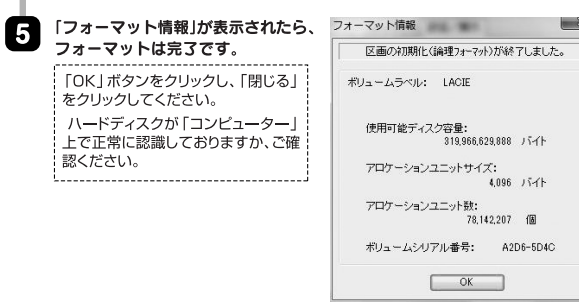 5
「フォーマット情報」が表示されたら、
フォーマットは完了です。
「OK」ボタンをクリックし、「閉じる」
をクリックしてください。
ハードディスクが「コンピューター」
上で正常に認識しておりますか、ご確
認ください。
フォーマット情報
区画の初期化(論理フォーマット)が終了しました。
ボリュームラベル: LACIE
使用可能ディスク容量:
319,966,629,888 バイト
アロケーションユニットサイズ:
4,096 バイト
アロケーションユニット数:
78,142,207 個
ボリュームシリアル番号: A2D6-5D4C
OK